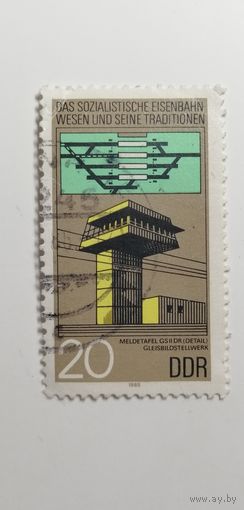 DAS SOZIALISTISCHE EISENBAHN
WESEN UND SEINE TRADITIONEN
MELDETAFEL GS II DR (DETAIL)
GLEISBILDSTELLWERK
20
DDR
1985
www.ay.by